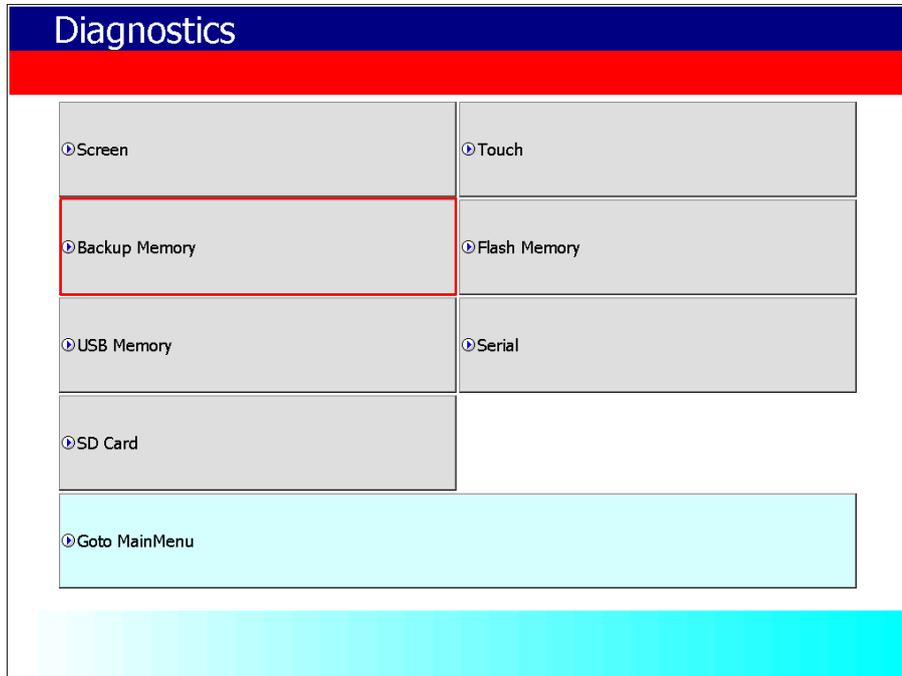 Diagnostics
Screen
Touch
Backup Memory
Flash Memory
USB Memory
Serial
SD Card
Goto MainMenu